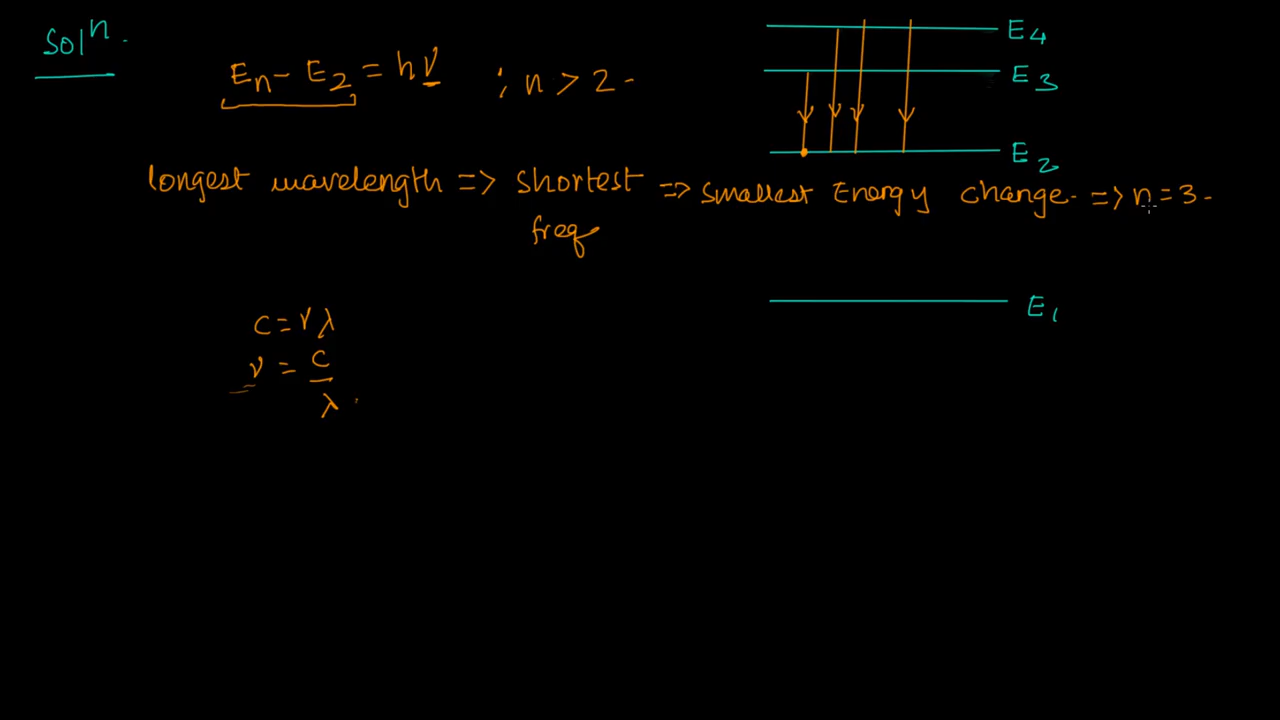 Solⁿ.
Eₙ - E₂ = hν ; n > 2 -
E₄
E₃
E₂
longest wavelength => shortest freq => smallest Energy change. => n = 3 -
E₁
c = νλ
ν = c/λ